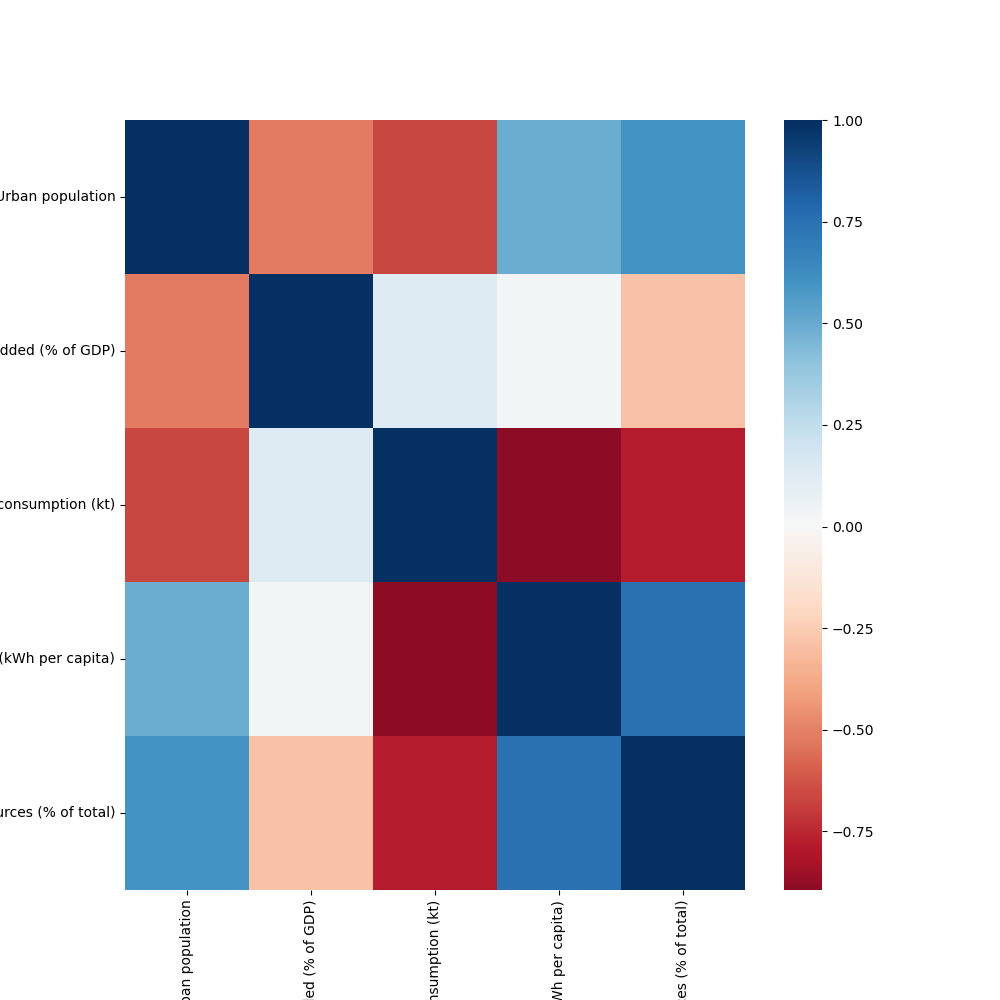 Urban population
dded (% of GDP)
consumption (kt)
(kWh per capita)
urces (% of total)
1.00
0.75
0.50
0.25
0.00
−0.25
−0.50
−0.75
ban population
ded (% of GDP)
nsumption (kt)
Wh per capita)
es (% of total)